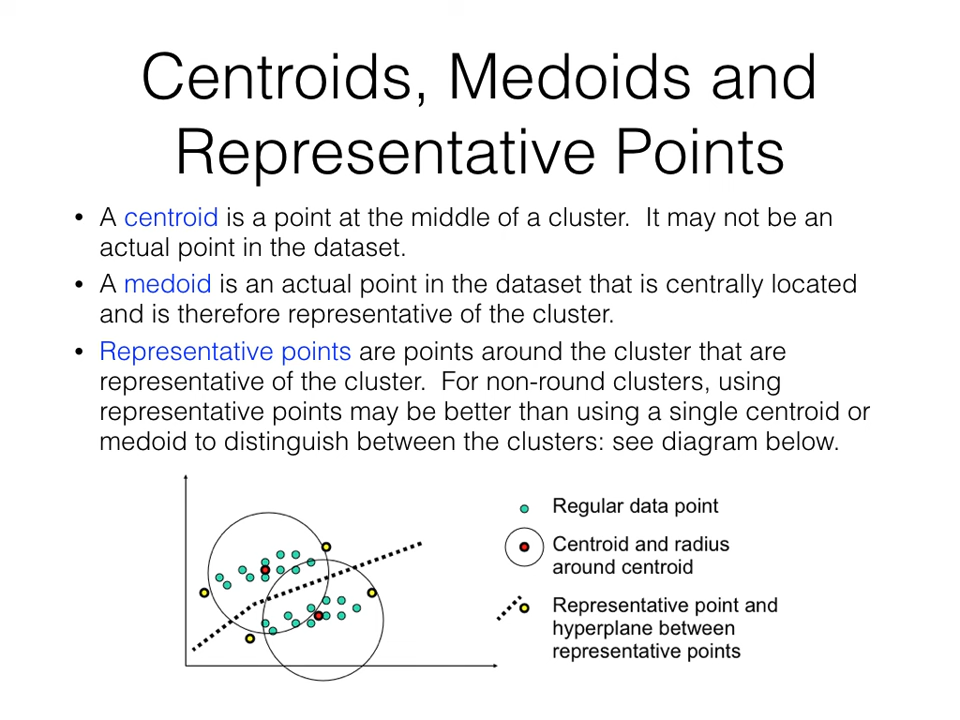 Centroids, Medoids and
Representative Points
• A centroid is a point at the middle of a cluster.  It may not be an
actual point in the dataset.
• A medoid is an actual point in the dataset that is centrally located
and is therefore representative of the cluster.
• Representative points are points around the cluster that are
representative of the cluster.  For non-round clusters, using
representative points may be better than using a single centroid or
medoid to distinguish between the clusters: see diagram below.
Regular data point
Centroid and radius
around centroid
Representative point and
hyperplane between
representative points